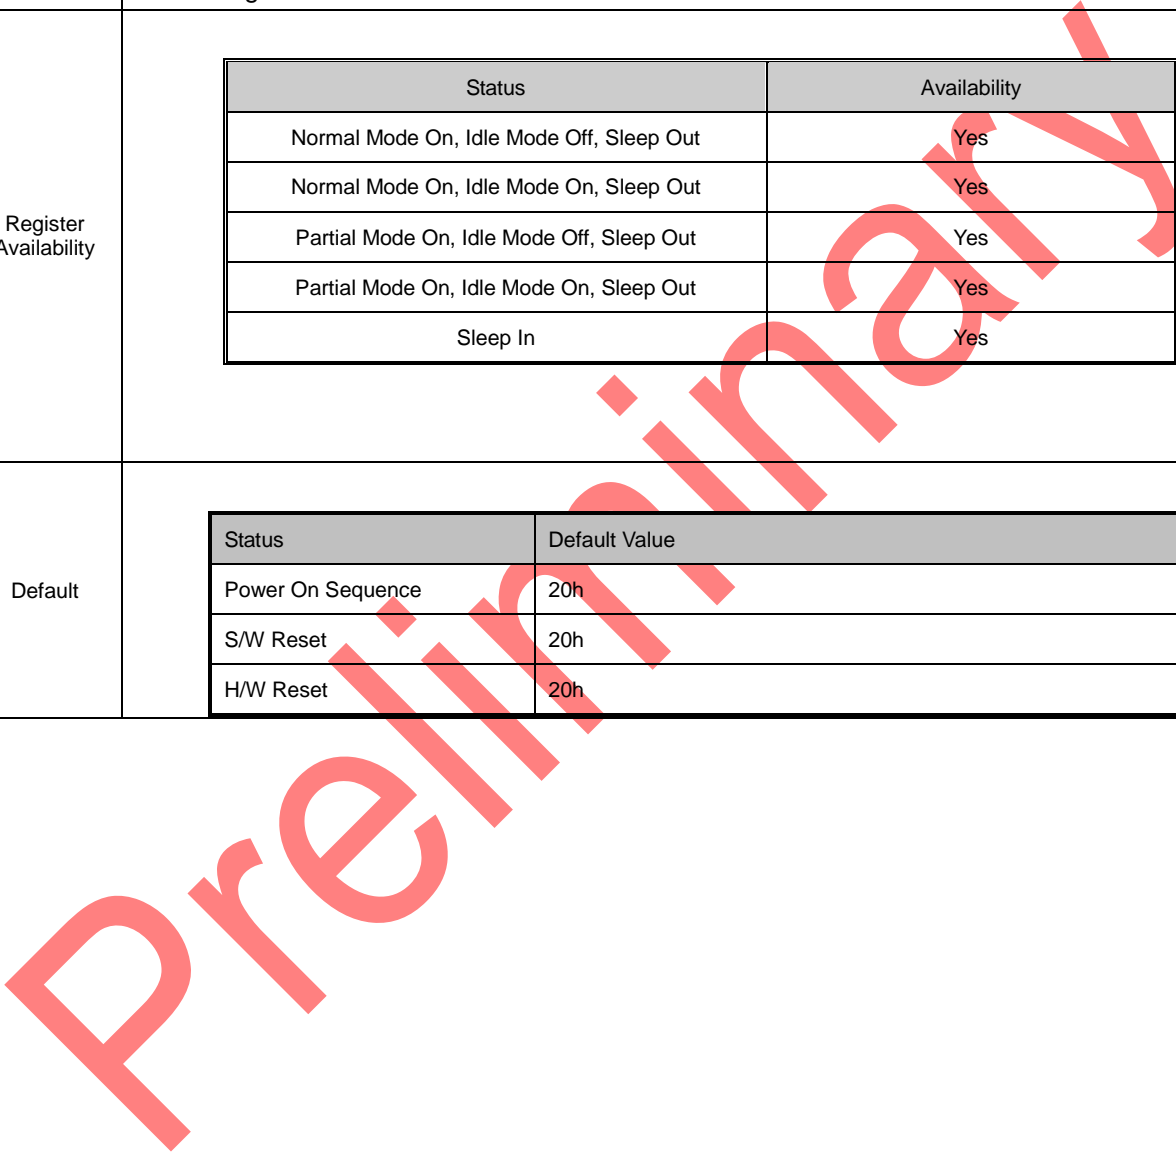 Register
Availability
Status Availability
Normal Mode On, Idle Mode Off, Sleep Out Yes
Normal Mode On, Idle Mode On, Sleep Out Yes
Partial Mode On, Idle Mode Off, Sleep Out Yes
Partial Mode On, Idle Mode On, Sleep Out Yes
Sleep In Yes
Default
Status Default Value
Power On Sequence 20h
S/W Reset 20h
H/W Reset 20h
Preliminary